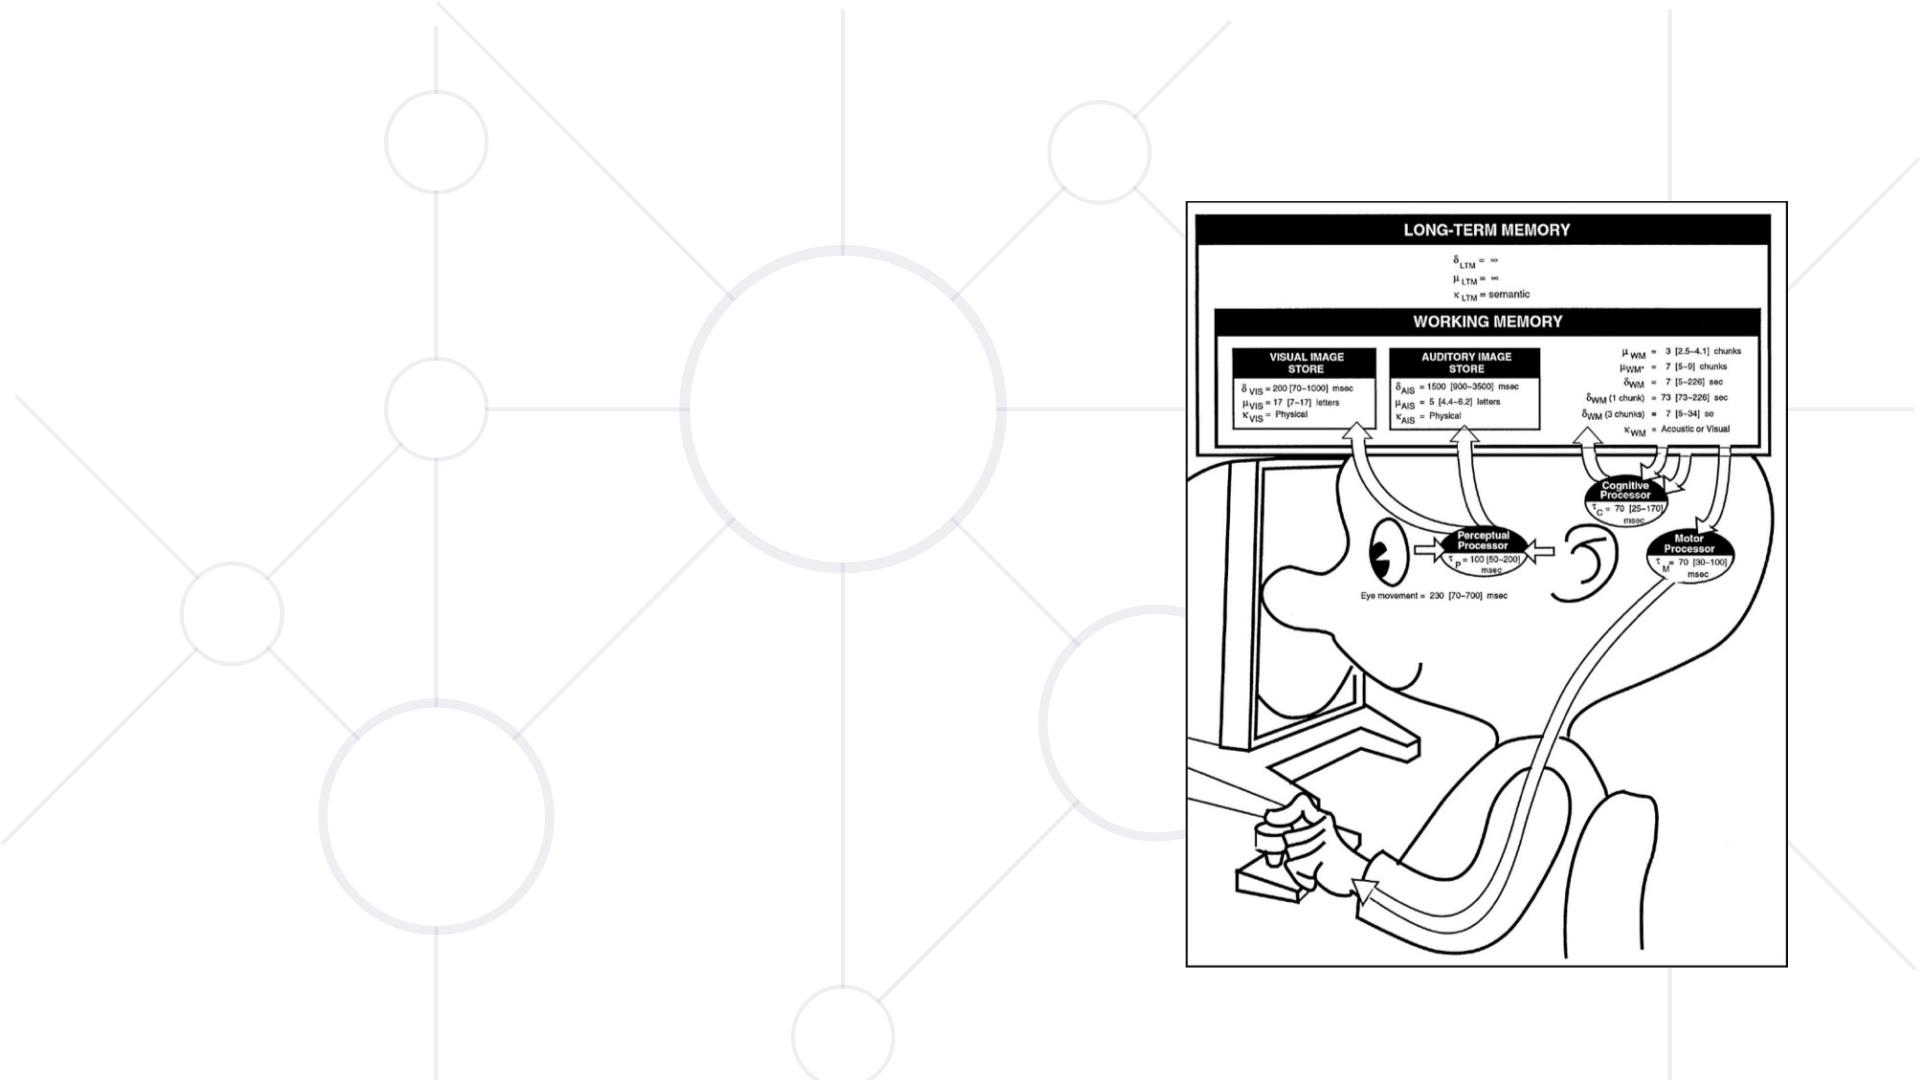 LONG-TERM MEMORY
δ LTM = ∞
μ LTM = ∞
κ LTM = semantic
WORKING MEMORY
VISUAL IMAGE
STORE
δ VIS = 200 [70~1000] msec
μ VIS = 17 [7~17] letters
κ VIS = Physical
AUDITORY IMAGE
STORE
δ AIS = 1500 [900~3500] msec
μ AIS = 5 [4.4~6.2] letters
κ AIS = Physical
μ WM = 3 [2.5~4.1] chunks
μ WM* = 7 [5~9] chunks
δ WM = 7 [5~226] sec
δ WM (1 chunk) = 73 [73~226] sec
δ WM (3 chunks) = 7 [5~34] se
κ WM = Acoustic or Visual
Cognitive
Processor
τ C = 70 [25~170]
msec
Perceptual
Processor
τ P = 100 [50~200]
msec
Motor
Processor
τ M = 70 [30~100]
msec
Eye movement = 230 [70~700] msec